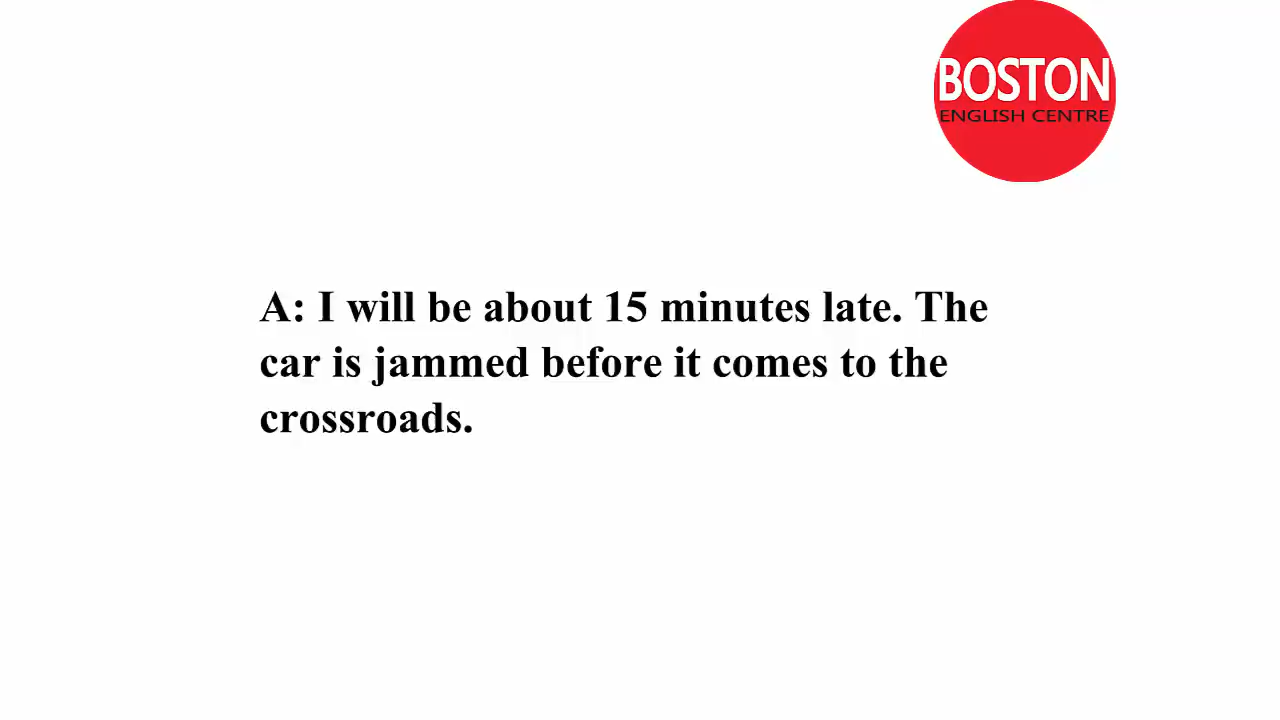 BOSTON
ENGLISH CENTRE
A: I will be about 15 minutes late. The
car is jammed before it comes to the
crossroads.